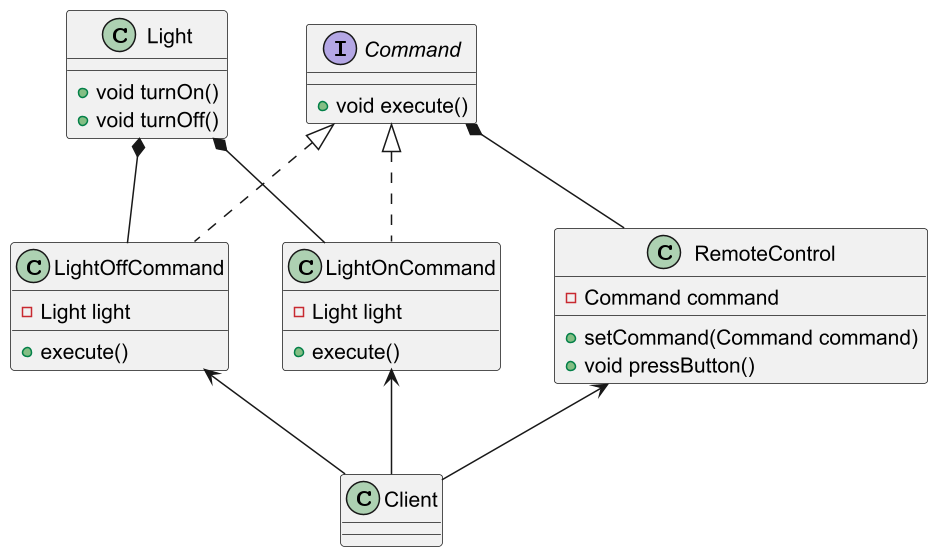 C Light
void turnOn()
void turnOff()
I Command
void execute()
C LightOffCommand
Light light
execute()
C LightOnCommand
Light light
execute()
C RemoteControl
Command command
setCommand(Command command)
void pressButton()
C Client